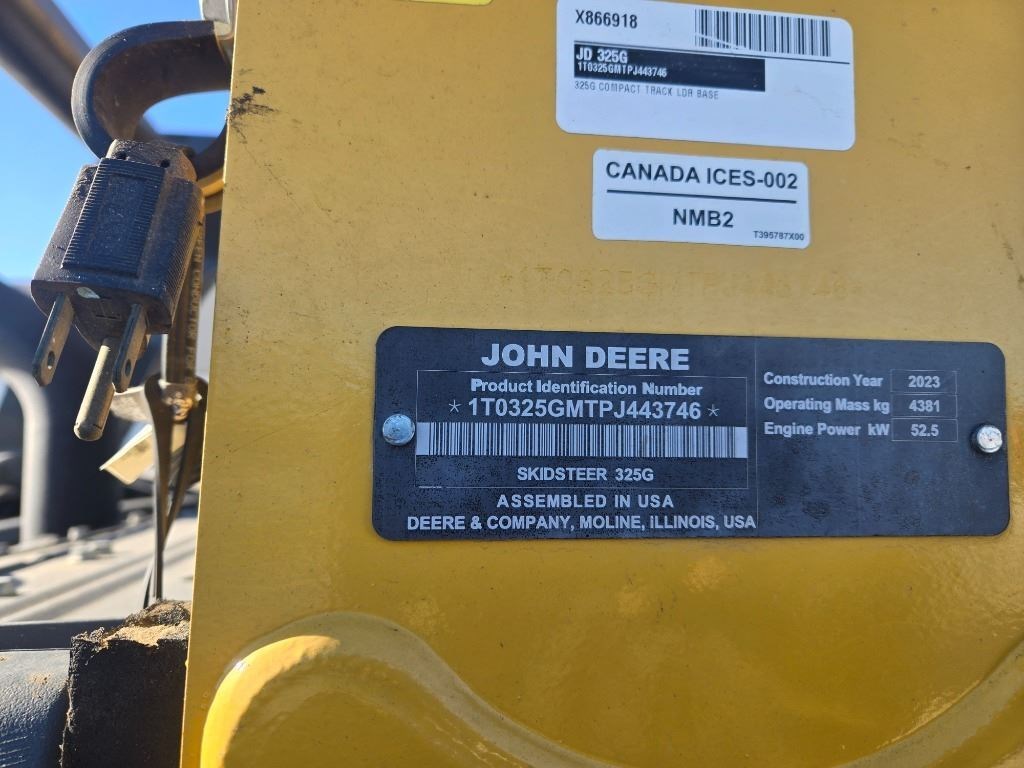 X866918
JD 325G
1T0325GMTPJ443746
325G COMPACT TRACK LDR BASE
CANADA ICES-002
NMB2
T395787X00
*1T0325GMTPJ443746*
JOHN DEERE
Product Identification Number
*1T0325GMTPJ443746*
SKIDSTEER 325G
ASSEMBLED IN USA
DEERE & COMPANY, MOLINE, ILLINOIS, USA
Construction Year 2023
Operating Mass kg 4381
Engine Power kW 52.5